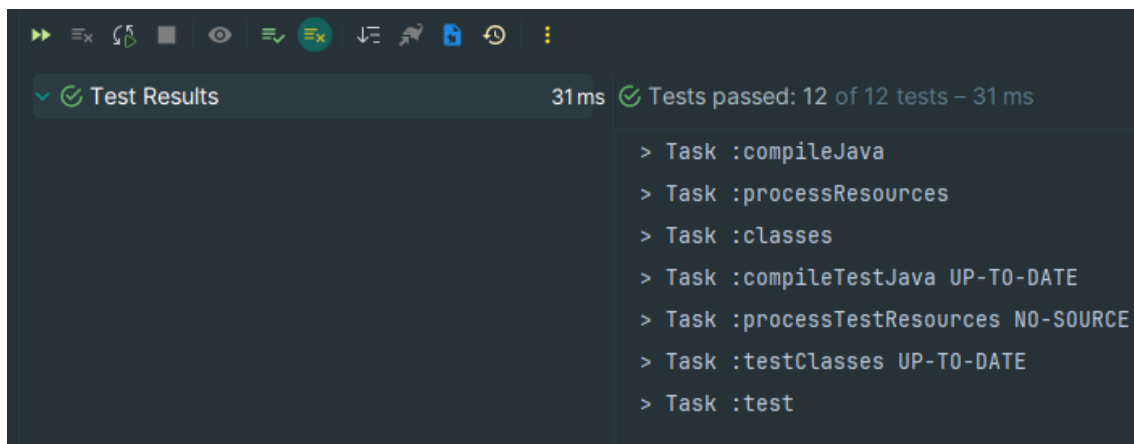 Test Results 31 ms
Tests passed: 12 of 12 tests – 31 ms
> Task :compileJava
> Task :processResources
> Task :classes
> Task :compileTestJava UP-TO-DATE
> Task :processTestResources NO-SOURCE
> Task :testClasses UP-TO-DATE
> Task :test